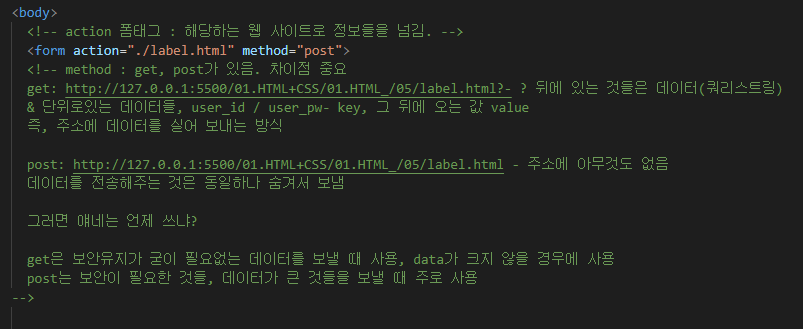 <body>
<!-- action 폼태그 : 해당하는 웹 사이트로 정보들을 넘김. -->
<form action="./label.html" method="post">
<!-- method : get, post가 있음. 차이점 중요
get: http://127.0.0.1:5500/01.HTML+CSS/01.HTML_/05/label.html?- ? 뒤에 있는 것들은 데이터(쿼리스트링)
& 단위로있는 데이터들, user_id / user_pw- key, 그 뒤에 오는 값 value
즉, 주소에 데이터를 실어 보내는 방식
post: http://127.0.0.1:5500/01.HTML+CSS/01.HTML_/05/label.html - 주소에 아무것도 없음
데이터를 전송해주는 것은 동일하나 숨겨서 보냄
그러면 얘네는 언제 쓰냐?
get은 보안유지가 굳이 필요없는 데이터를 보낼 때 사용, data가 크지 않을 경우에 사용
post는 보안이 필요한 것들, 데이터가 큰 것들을 보낼 때 주로 사용
-->